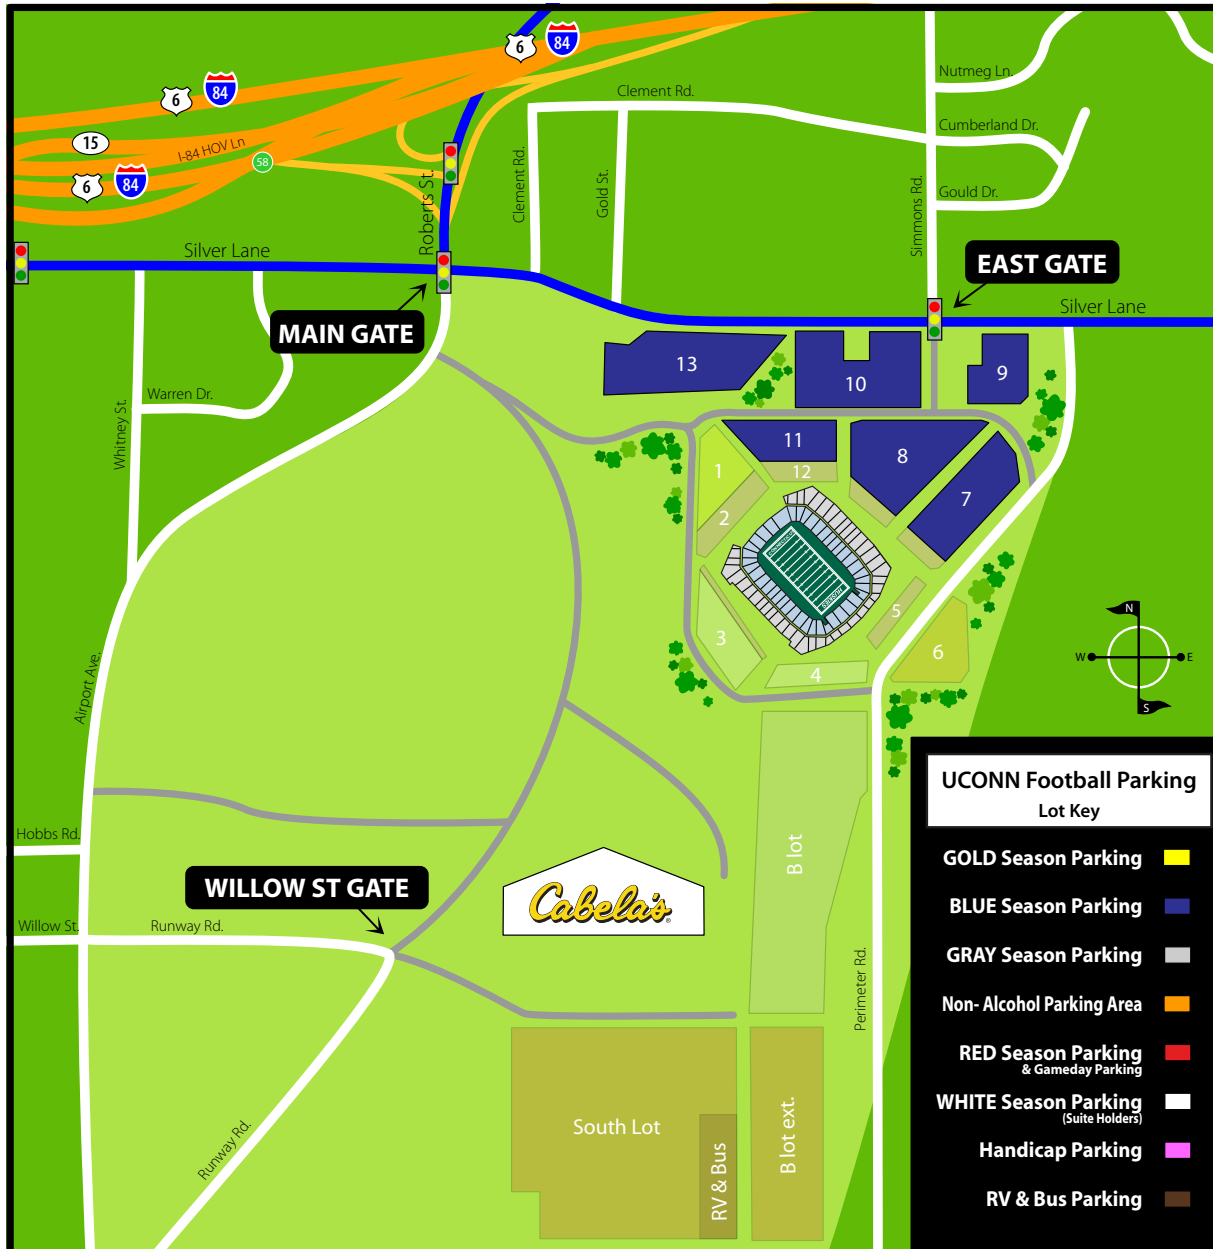 6
84
Clement Rd.
Nutmeg Ln.
6
84
15
I-84 HOV Ln
58
6
84
Cumberland Dr.
Roberts St.
Clement Rd.
Gold St.
Simmons Rd.
Gould Dr.
Silver Lane
EAST GATE
Silver Lane
MAIN GATE
13
10
9
Warren Dr.
Whitney St.
11
8
12
1
7
2
HUSKIES
5
3
6
4
N
W
E
S
Airport Ave.
Hobbs Rd.
WILLOW ST GATE
Willow St.
Runway Rd.
Cabela's
B lot
Perimeter Rd.
Runway Rd.
South Lot
RV & Bus
B lot ext.
UCONN Football Parking
Lot Key
GOLD Season Parking
BLUE Season Parking
GRAY Season Parking
Non- Alcohol Parking Area
RED Season Parking
& Gameday Parking
WHITE Season Parking
(Suite Holders)
Handicap Parking
RV & Bus Parking